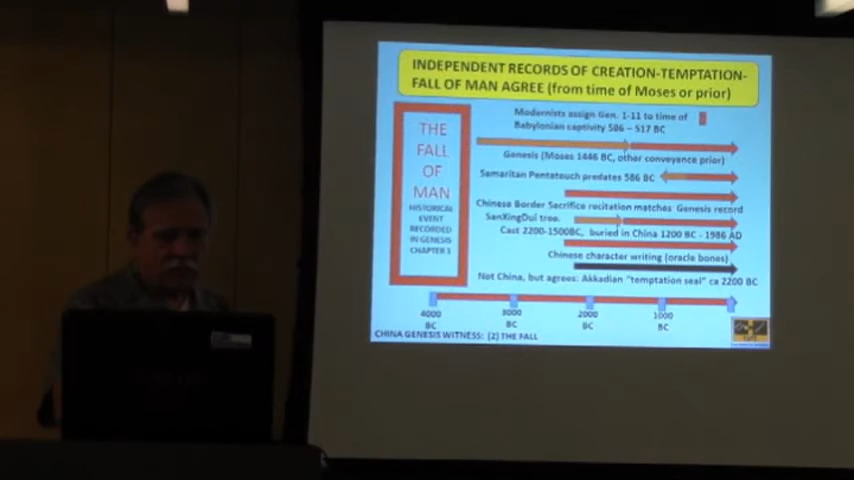 INDEPENDENT RECORDS OF CREATION-TEMPTATION-
FALL OF MAN AGREE (from time of Moses or prior)
THE
FALL
OF
MAN
HISTORICAL
EVENT
RECORDED
IN GENESIS
CHAPTER 3
Modernists assign Gen. 1-11 to time of
Babylonian captivity 586 – 517 BC
Genesis (Moses 1446 BC, other conveyance prior)
Samaritan Pentateuch predates 586 BC
Chinese Border Sacrifice recitation matches Genesis record
SanXingDui tree.
Cast 2200-1500BC, buried in China 1200 BC - 1986 AD
Chinese character writing (oracle bones)
Not China, but agrees: Akkadian "temptation seal" ca 2200 BC
4000 3000 2000 1000
BC BC BC BC
CHINA GENESIS WITNESS: (2) THE FALL